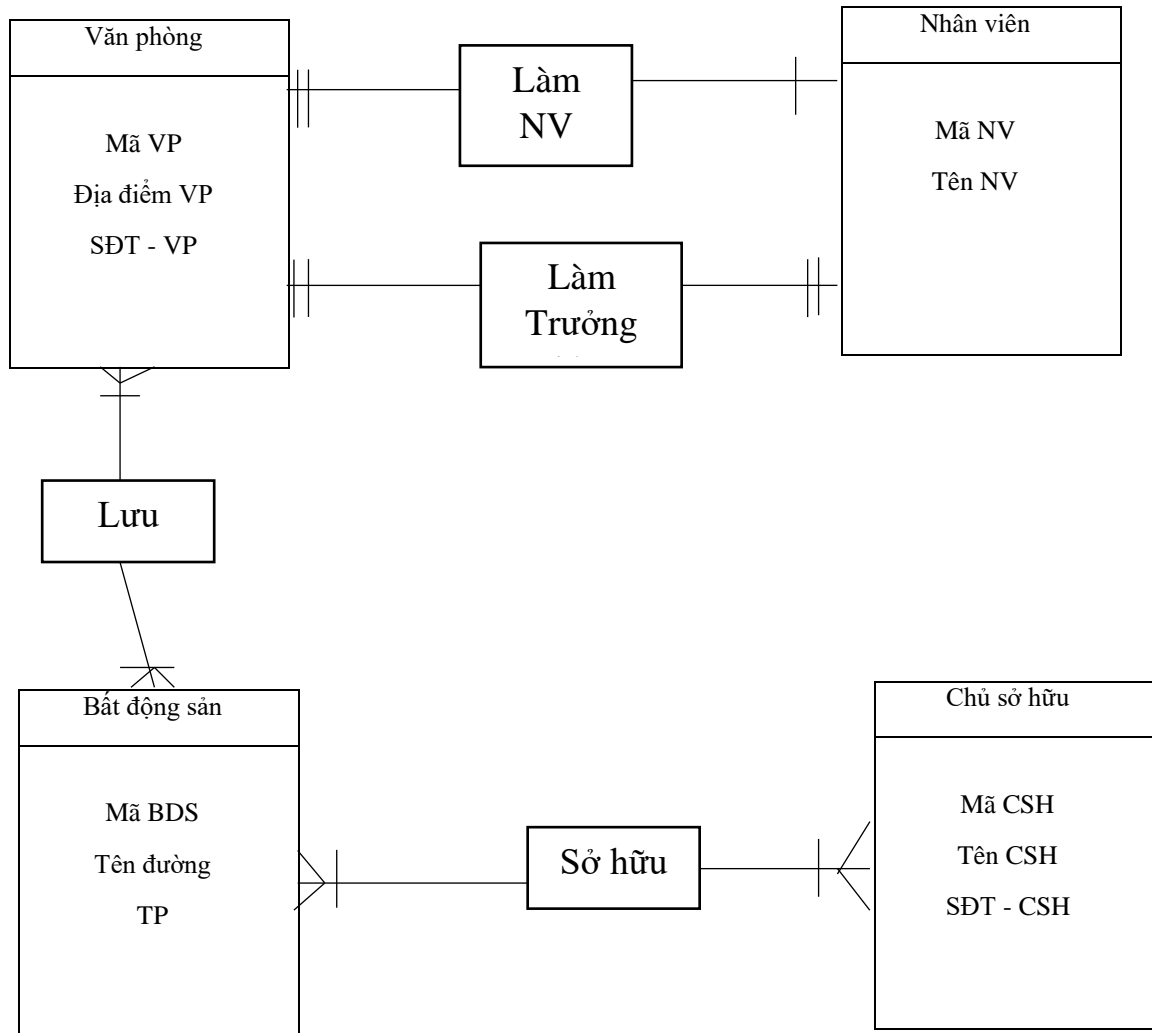 Văn phòng
Mã VP
Địa điểm VP
SĐT - VP
Làm
NV
Nhân viên
Mã NV
Tên NV
Làm
Trưởng
Lưu
Bất động sản
Mã BDS
Tên đường
TP
Sở hữu
Chủ sở hữu
Mã CSH
Tên CSH
SĐT - CSH